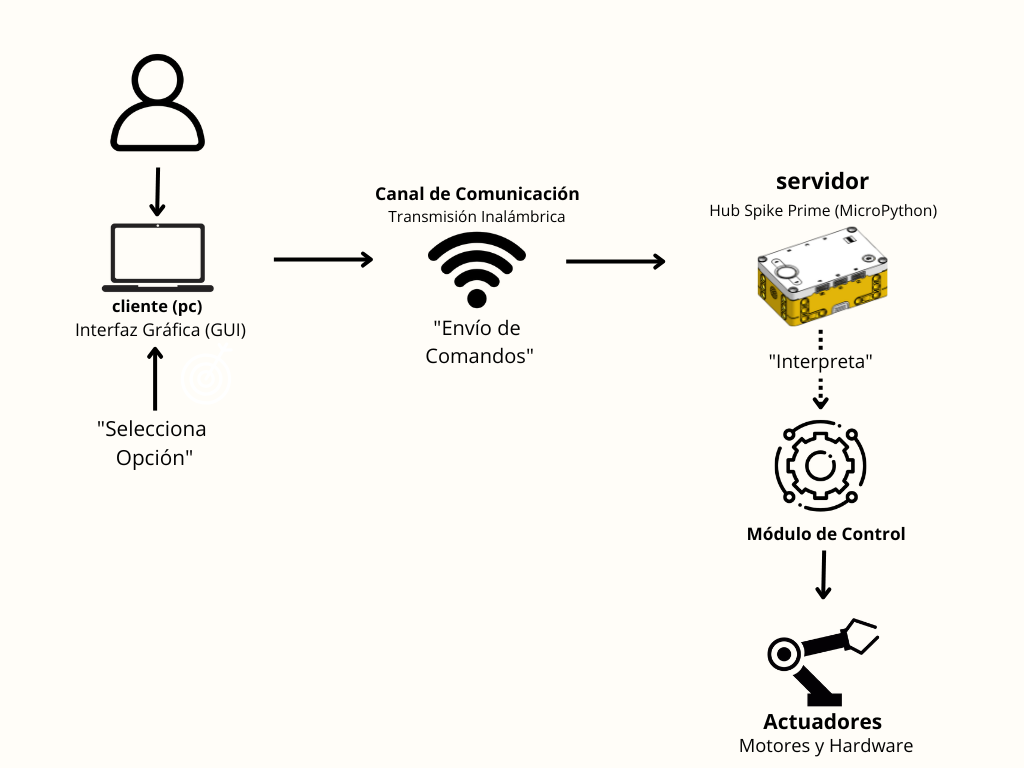 cliente (pc)
Interfaz Gráfica (GUI)
"Selecciona
Opción"
Canal de Comunicación
Transmisión Inalámbrica
"Envío de
Comandos"
servidor
Hub Spike Prime (MicroPython)
"Interpreta"
Módulo de Control
Actuadores
Motores y Hardware